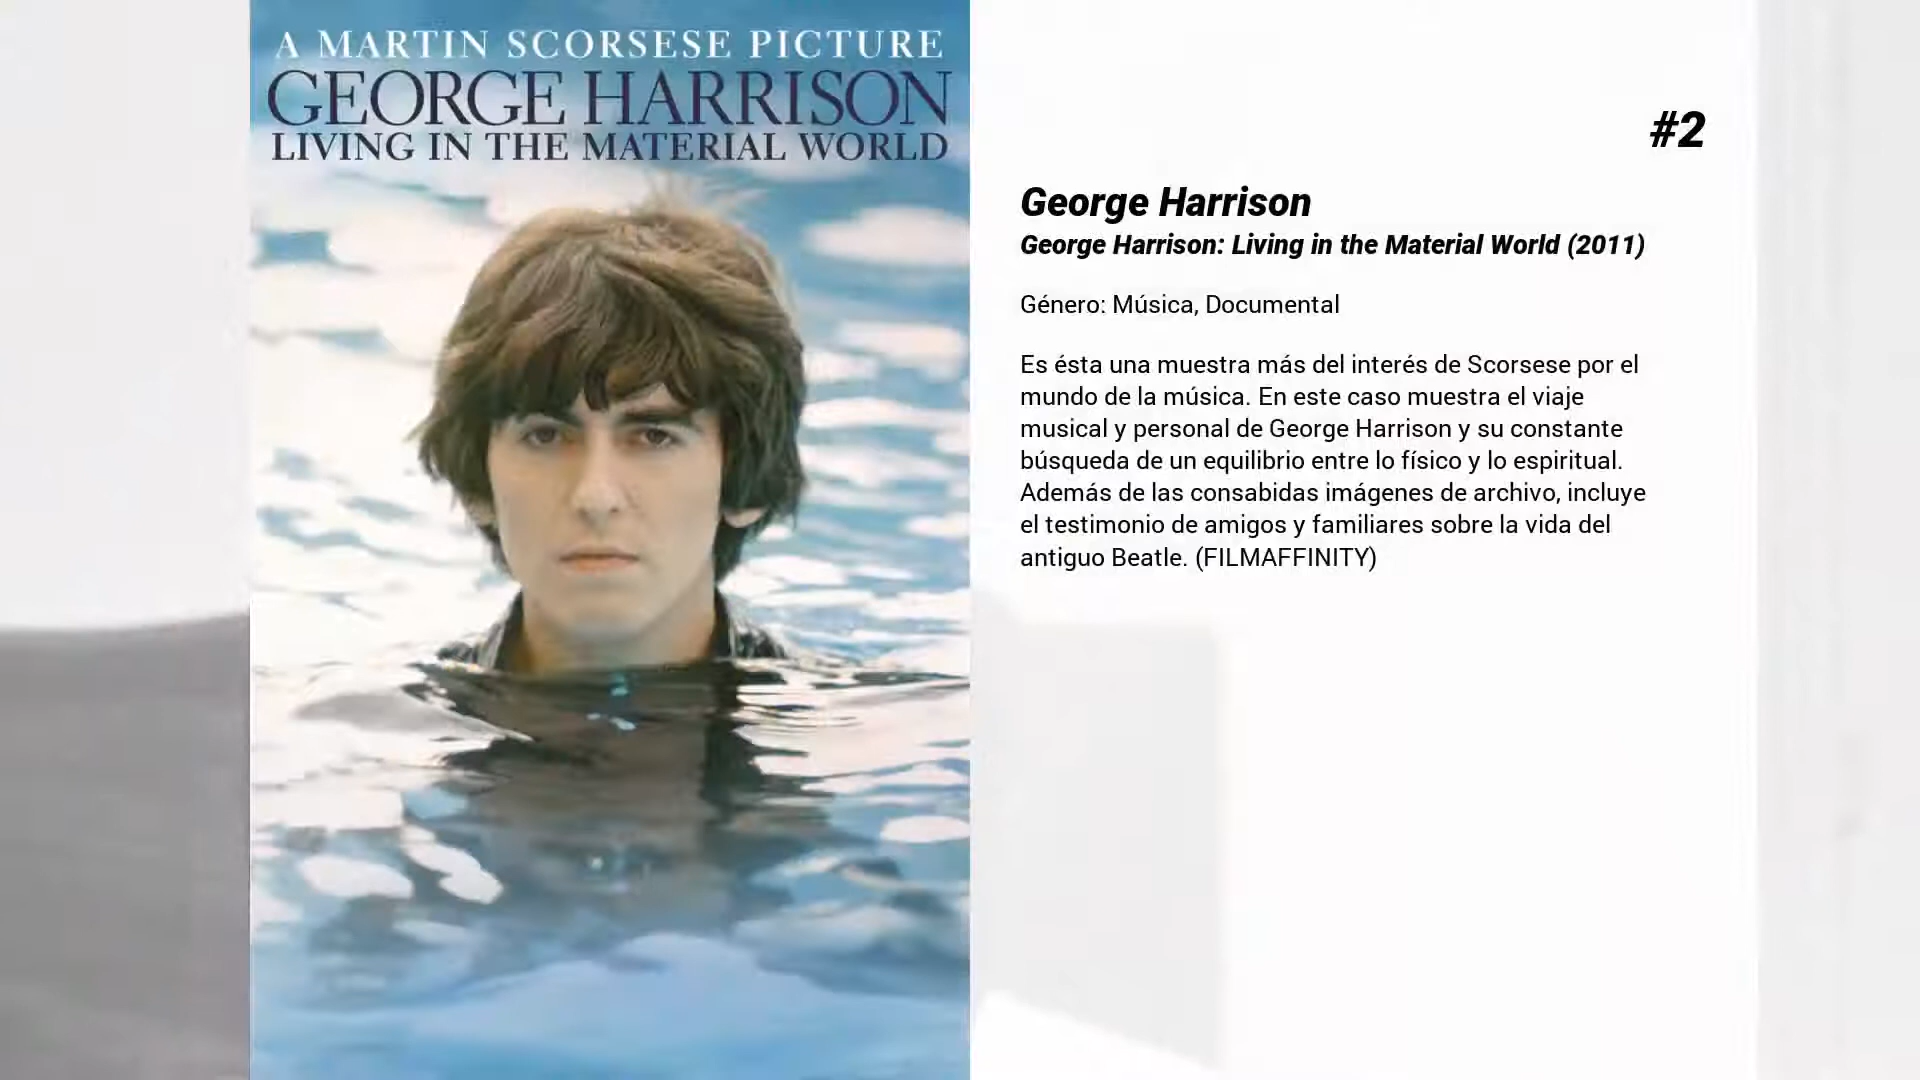 A MARTIN SCORSESE PICTURE
GEORGE HARRISON
LIVING IN THE MATERIAL WORLD
#2
George Harrison
George Harrison: Living in the Material World (2011)
Género: Música, Documental
Es ésta una muestra más del interés de Scorsese por el
mundo de la música. En este caso muestra el viaje
musical y personal de George Harrison y su constante
búsqueda de un equilibrio entre lo físico y lo espiritual.
Además de las consabidas imágenes de archivo, incluye
el testimonio de amigos y familiares sobre la vida del
antiguo Beatle. (FILMAFFINITY)